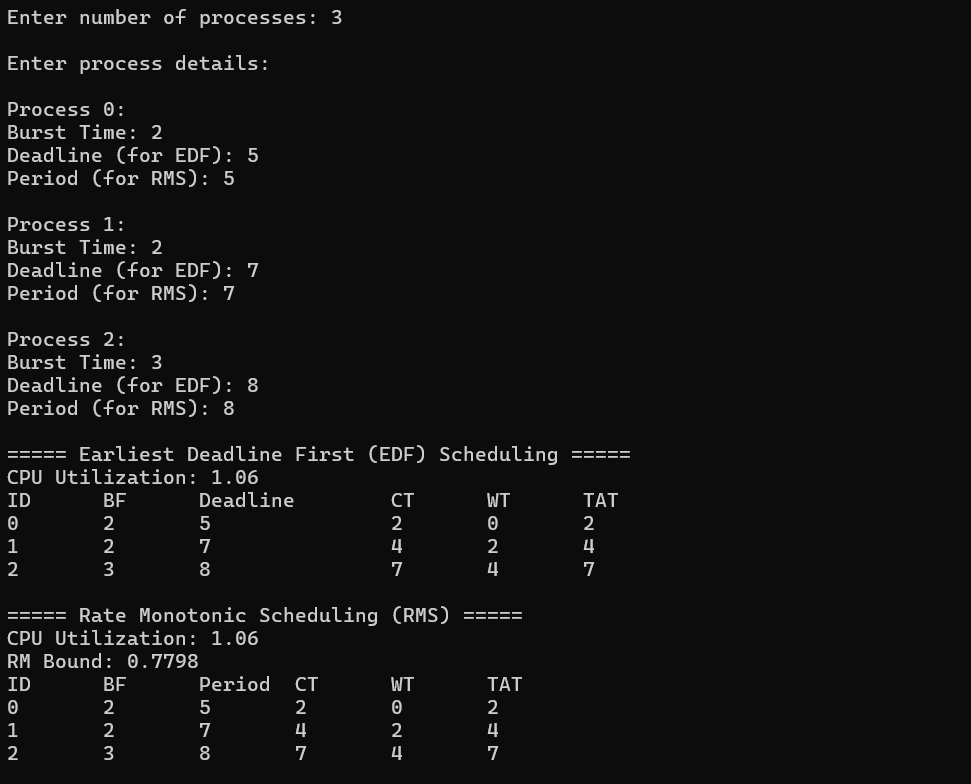 Enter number of processes: 3
Enter process details:
Process 0:
Burst Time: 2
Deadline (for EDF): 5
Period (for RMS): 5
Process 1:
Burst Time: 2
Deadline (for EDF): 7
Period (for RMS): 7
Process 2:
Burst Time: 3
Deadline (for EDF): 8
Period (for RMS): 8
===== Earliest Deadline First (EDF) Scheduling =====
CPU Utilization: 1.06
ID BF Deadline CT WT TAT
0 2 5 2 0 2
1 2 7 4 2 4
2 3 8 7 4 7
===== Rate Monotonic Scheduling (RMS) =====
CPU Utilization: 1.06
RM Bound: 0.7798
ID BF Period CT WT TAT
0 2 5 2 0 2
1 2 7 4 2 4
2 3 8 7 4 7